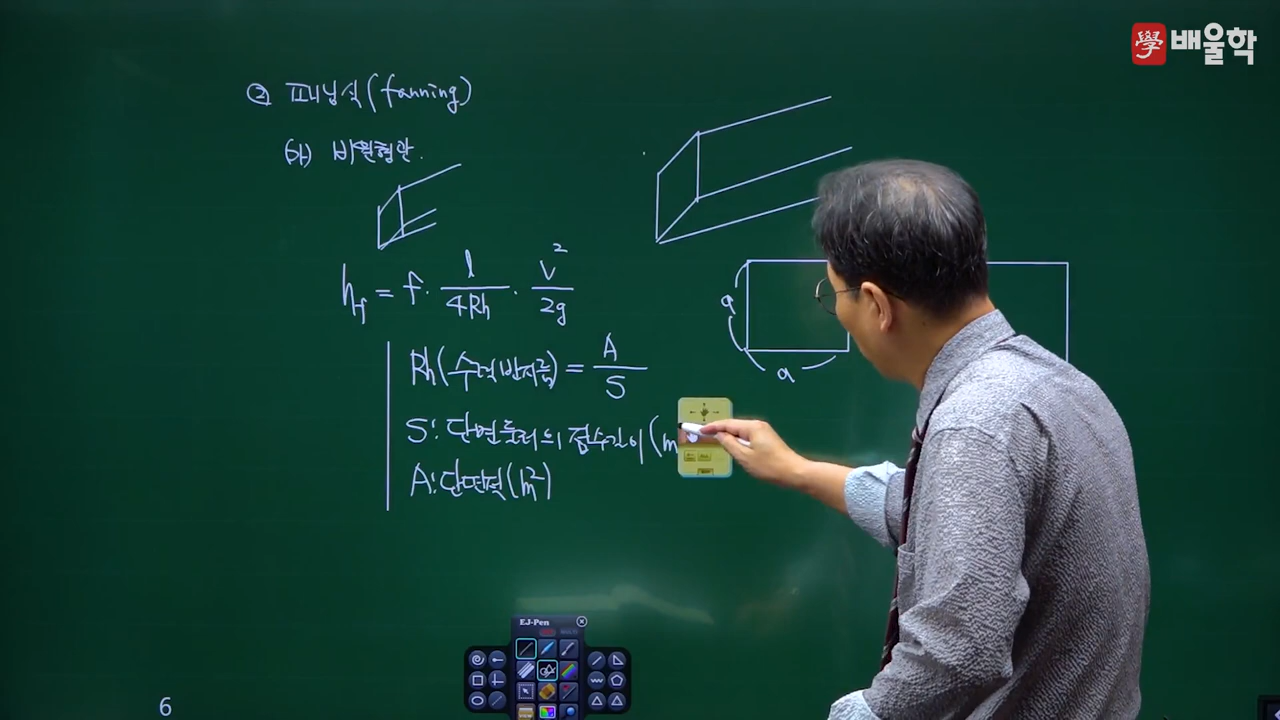 學 배울학
② 패닝식(fanning)
(가) 비원형관.
hf = f · l/4Rh · v²/2g
Rh(수력반지름) = A/S
S: 단면둘레의 접수길이(m
A: 단면적(m²)
a
a
EJ-Pen
6